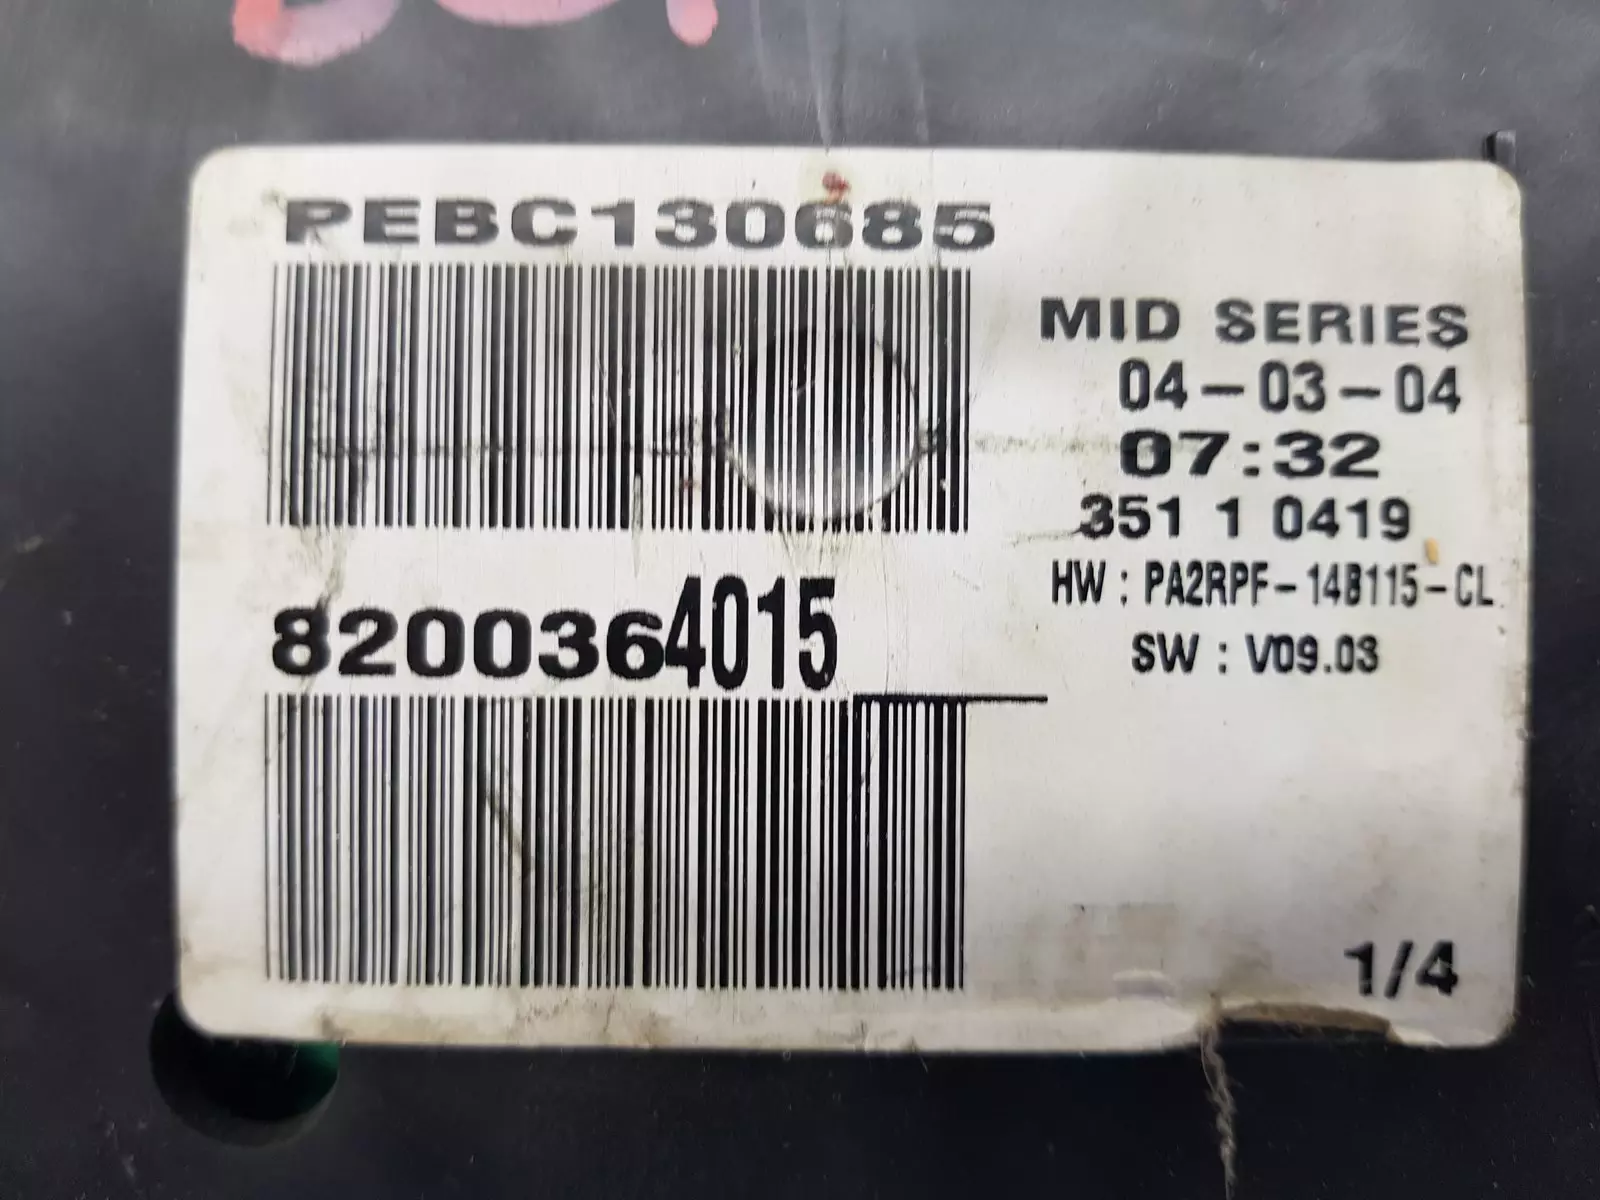 PEBC130685
MID SERIES
04-03-04
07:32
351 1 0419
HW : PA2RPF-14B115-CL
SW : V09.03
8200364015
1/4